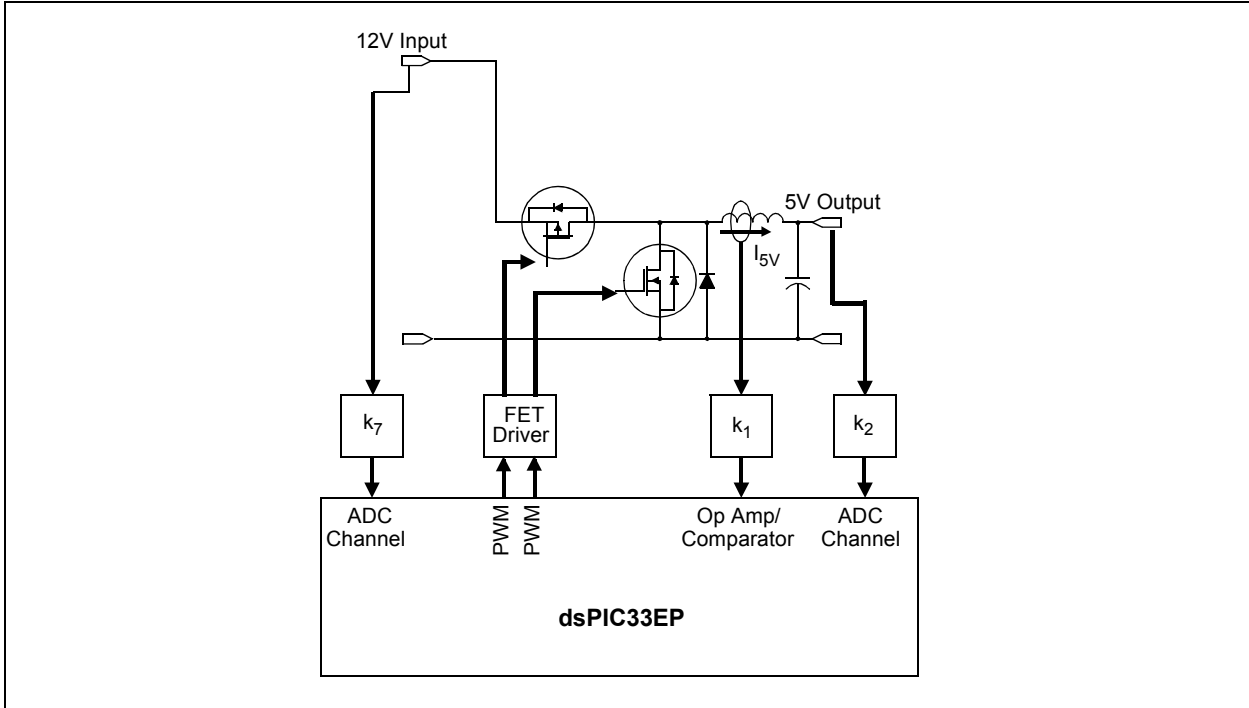 12V Input
5V Output
I5V
k7
FET
Driver
k1
k2
ADC
Channel
PWM
PWM
Op Amp/
Comparator
ADC
Channel
dsPIC33EP